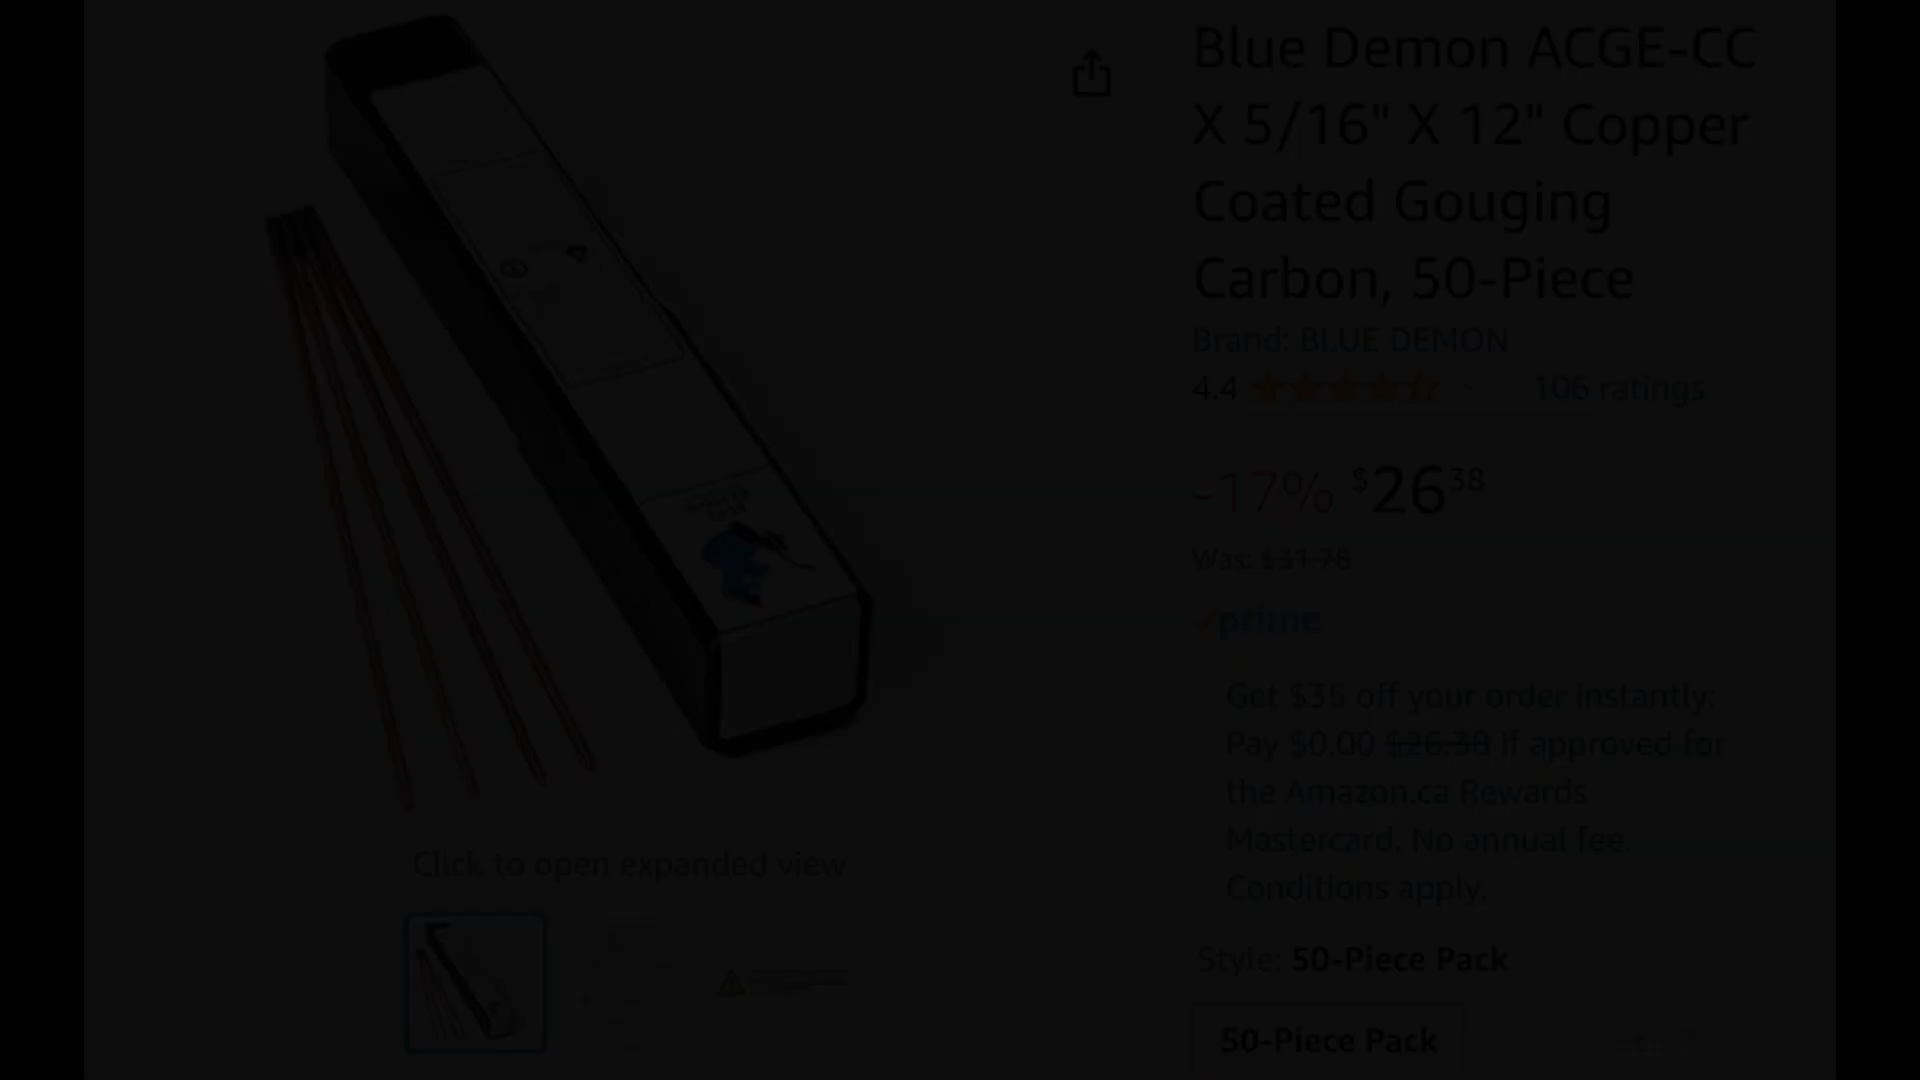 Blue Demon ACGE-CC
X 5/16" X 12" Copper
Coated Gouging
Carbon, 50-Piece
Brand: BLUE DEMON
4.4 106 ratings
-17% $26 38
Was: $31.78
prime
Get $35 off your order instantly:
Pay $0.00 $26.38 if approved for
the Amazon.ca Rewards
Mastercard. No annual fee.
Conditions apply.
Style: 50-Piece Pack
50-Piece Pack
Click to open expanded view